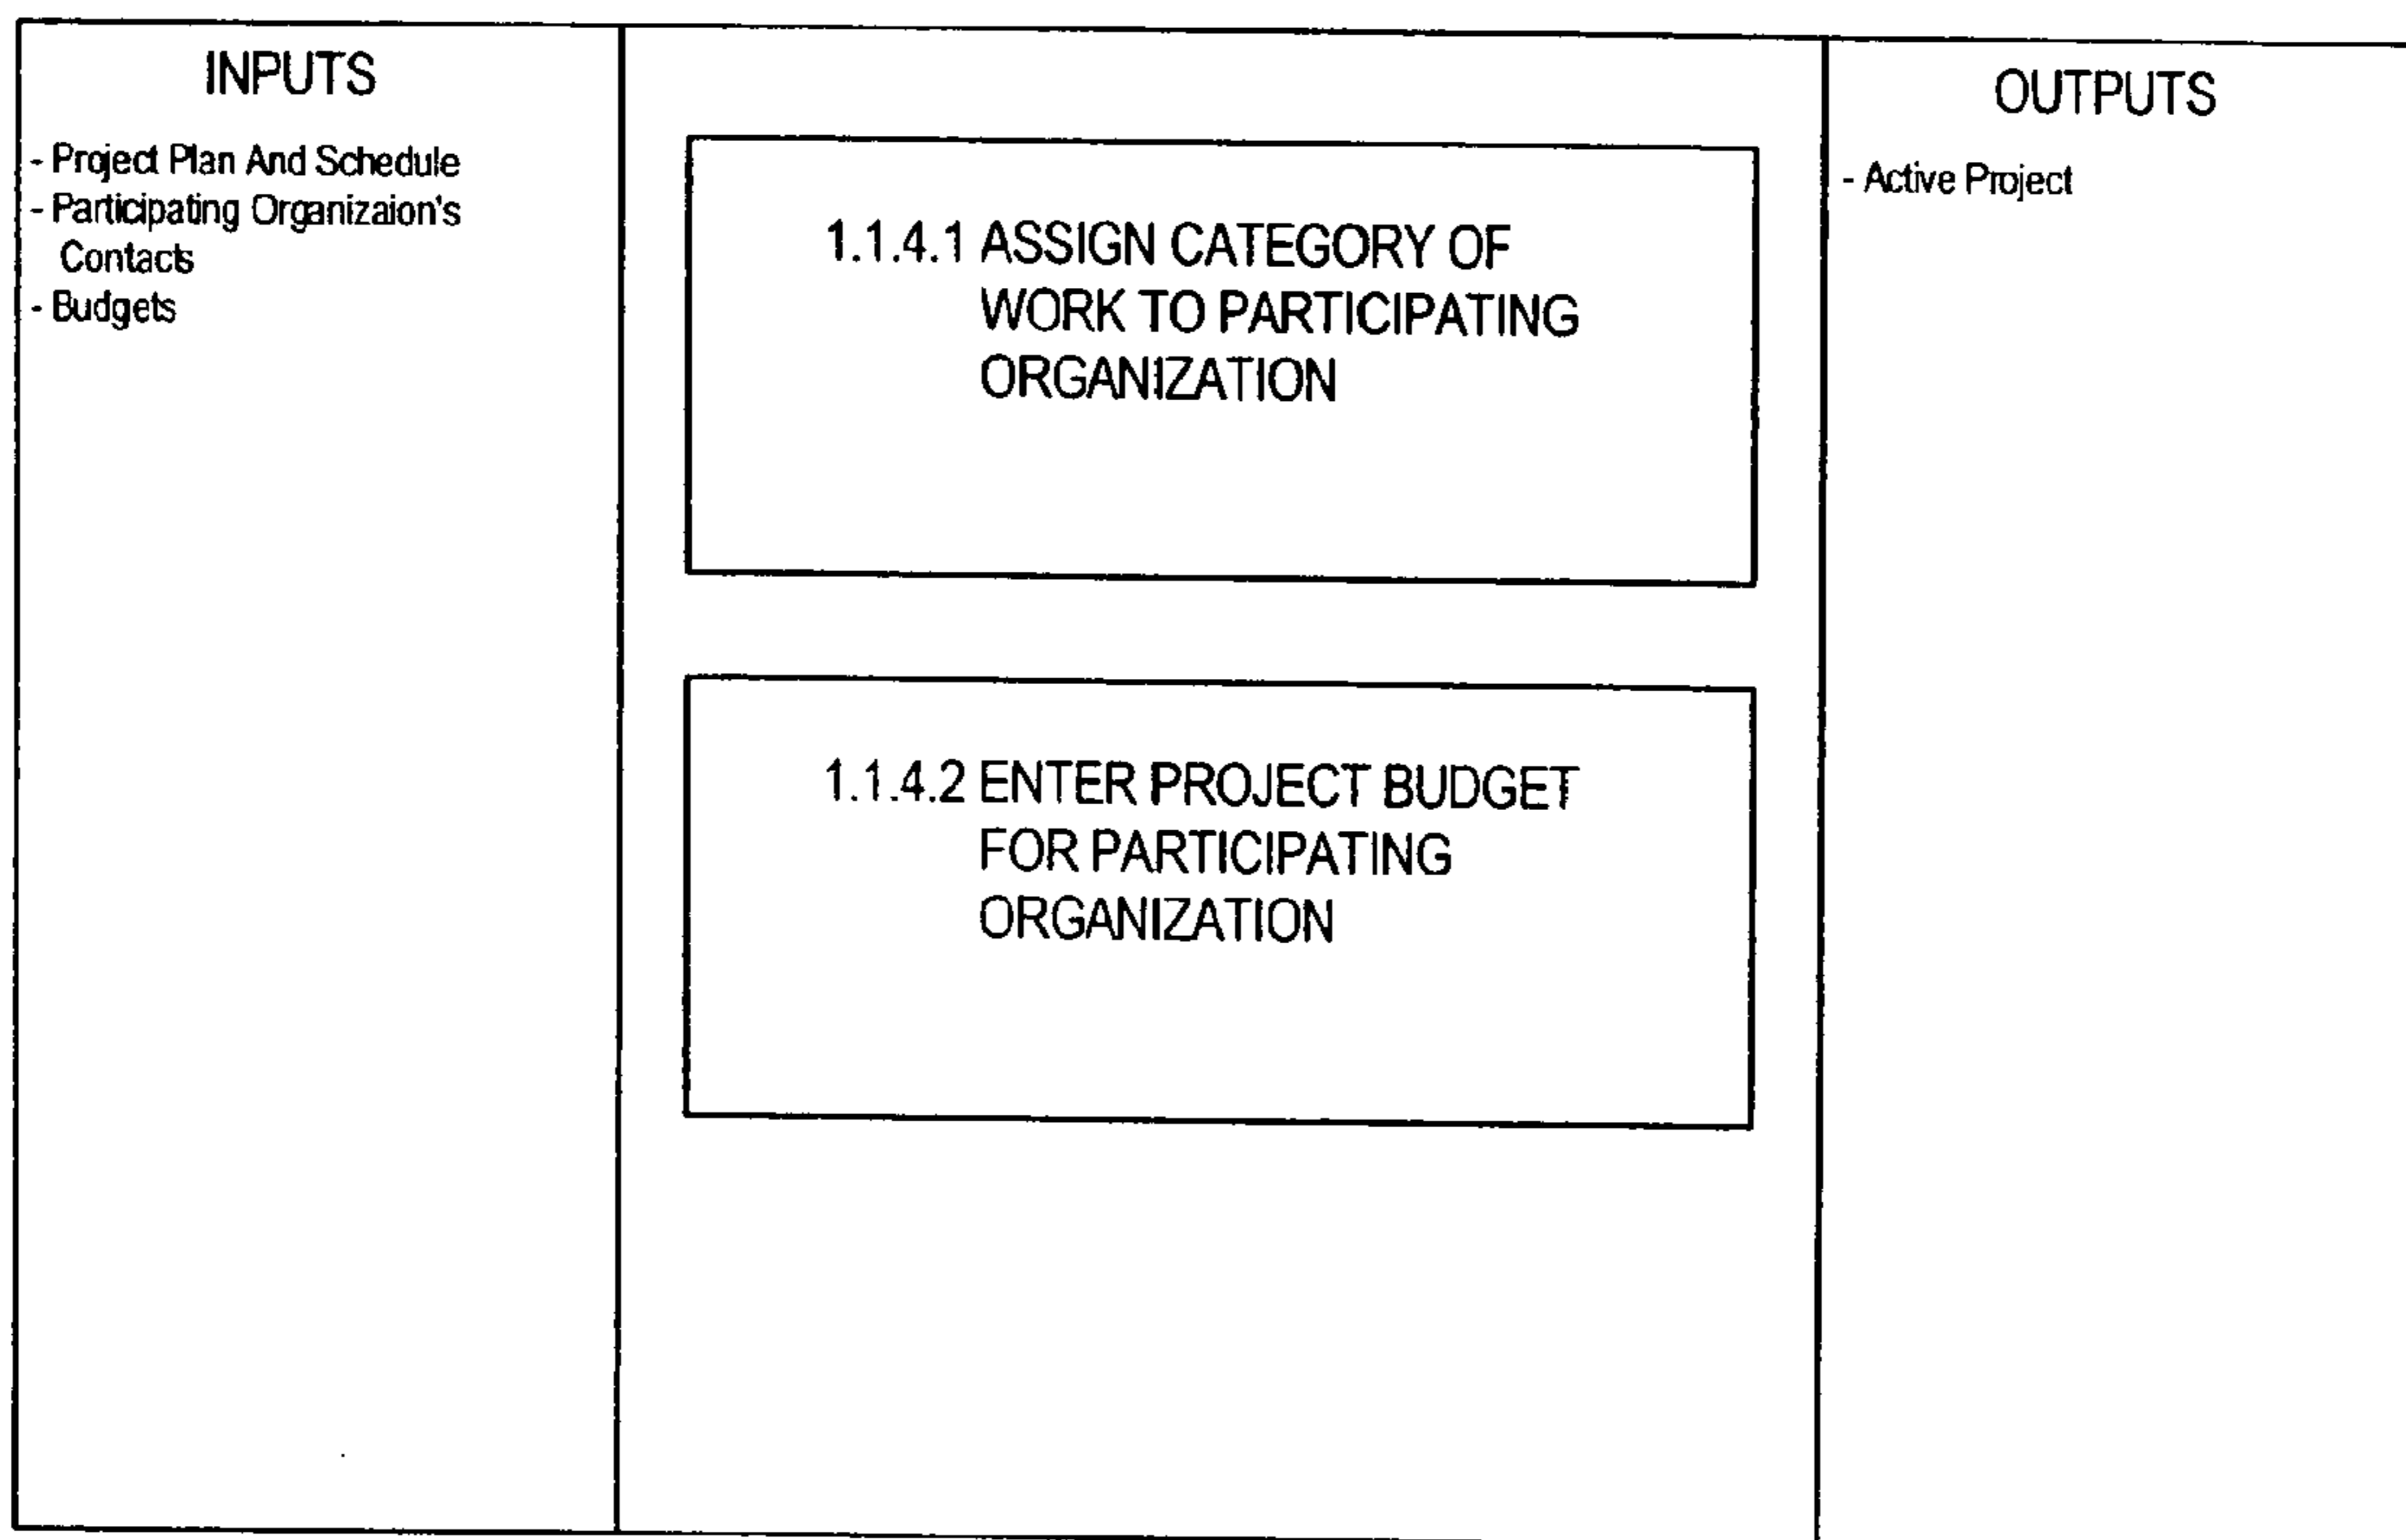 INPUTS
- Project Plan And Schedule
- Participating Organizaion's
Contacts
- Budgets
1.1.4.1 ASSIGN CATEGORY OF
WORK TO PARTICIPATING
ORGANIZATION
1.1.4.2 ENTER PROJECT BUDGET
FOR PARTICIPATING
ORGANIZATION
OUTPUTS
- Active Project